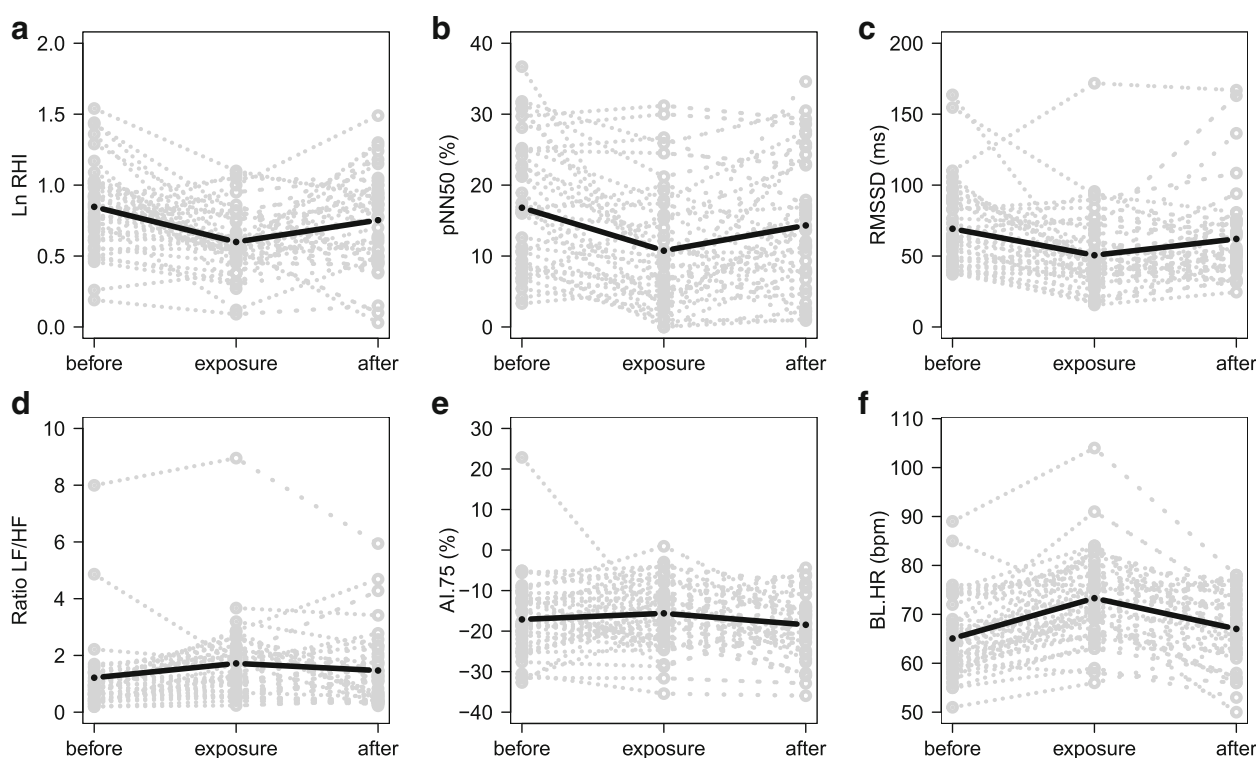 a
Ln RHI
2.0
1.5
1.0
0.5
0.0
before exposure after
b
pNN50 (%)
40
30
20
10
0
before exposure after
c
RMSSD (ms)
200
150
100
50
0
before exposure after
d
Ratio LF/HF
10
8
6
4
2
0
before exposure after
e
AI.75 (%)
30
20
10
0
−10
−20
−30
−40
before exposure after
f
BL.HR (bpm)
110
100
90
80
70
60
50
before exposure after